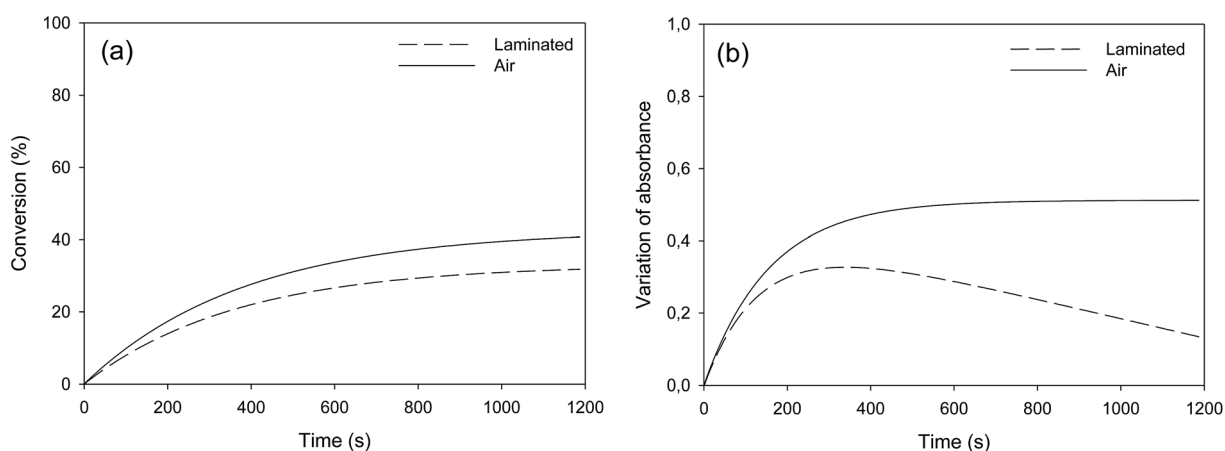 (a)
Laminated
Air
100
80
60
40
20
0
Conversion (%)
0 200 400 600 800 1000 1200
Time (s)
(b)
Laminated
Air
1,0
0,8
0,6
0,4
0,2
0,0
Variation of absorbance
0 200 400 600 800 1000 1200
Time (s)